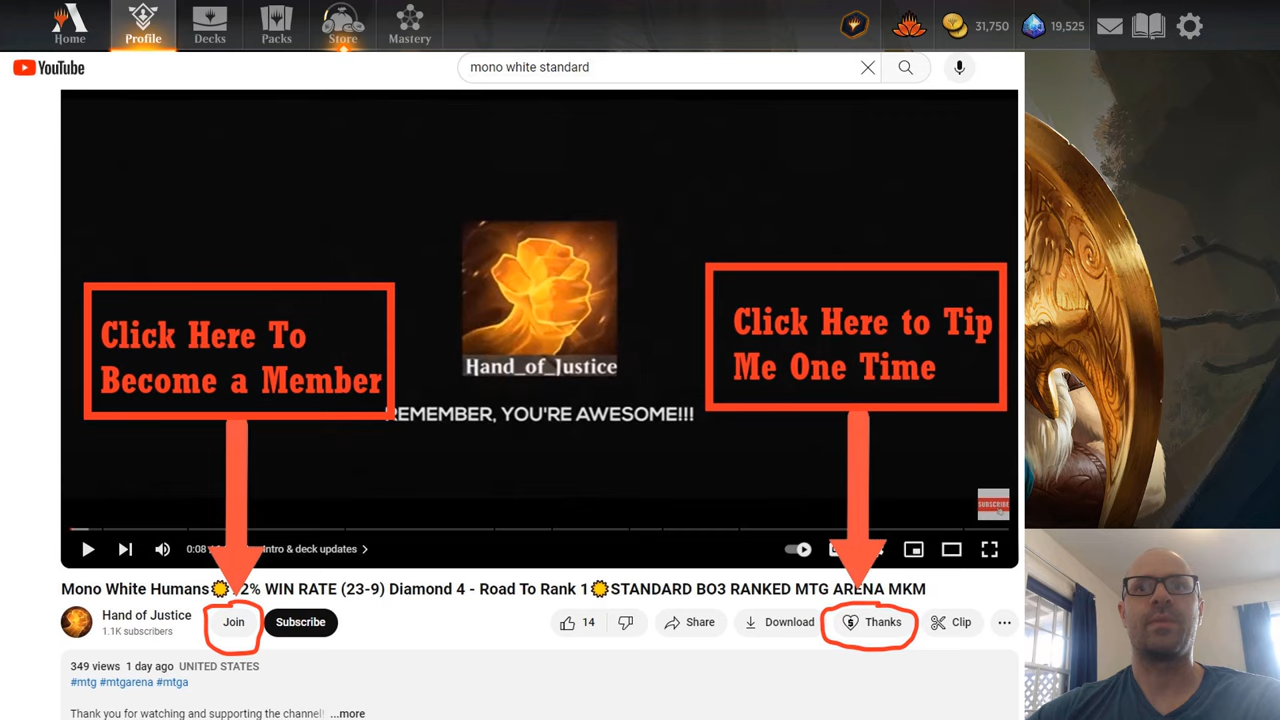 Home
Profile
Decks
Packs
Store
Mastery
31,750
19,525
YouTube
mono white standard
Hand_of_Justice
Click Here To
Become a Member
Click Here to Tip
Me One Time
REMEMBER, YOU'RE AWESOME!!!
SUBSCRIBE
0:08
Intro & deck updates
Mono White Humans 2% WIN RATE (23-9) Diamond 4 - Road To Rank 1 STANDARD BO3 RANKED MTG ARENA MKM
Hand of Justice
1.1K subscribers
Join
Subscribe
14
Share
Download
Thanks
Clip
349 views 1 day ago UNITED STATES
#mtg #mtgarena #mtga
Thank you for watching and supporting the channel! ...more